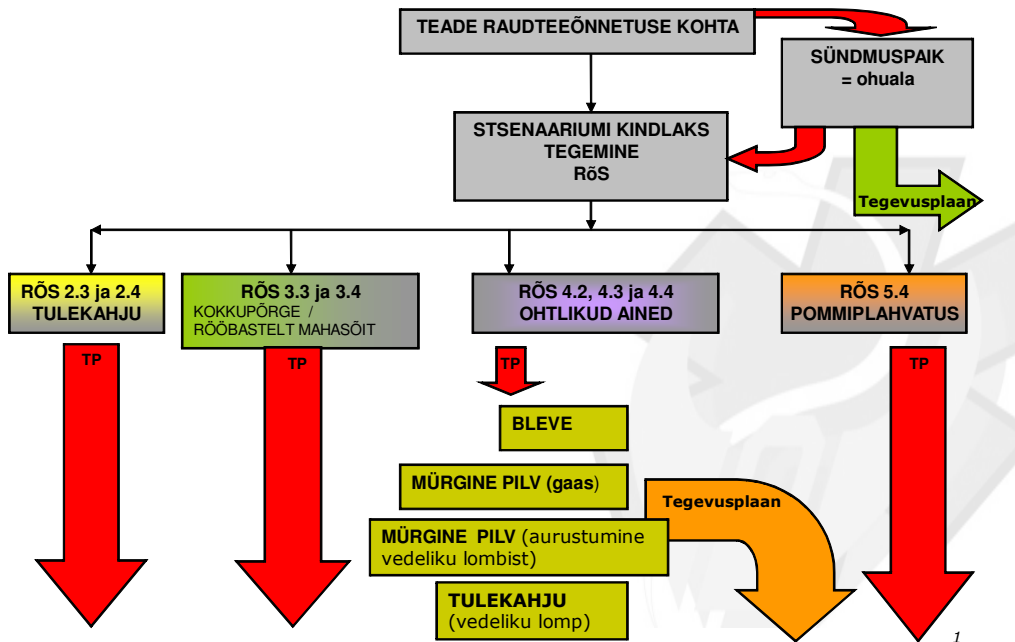 TEADE RAUDTEEÕNNETUSE KOHTA
SÜNDMUSPAIK
= ohuala
STSENAARIUMI KINDLAKS
TEGEMINE
RõS
Tegevusplaan
RÕS 2.3 ja 2.4
TULEKAHJU
RÕS 3.3 ja 3.4
KOKKUPÕRGE /
RÖÖBASTELT MAHASÕIT
RÕS 4.2, 4.3 ja 4.4
OHTLIKUD AINED
RÕS 5.4
POMMIPLAHVATUS
TP
TP
TP
TP
BLEVE
MÜRGINE PILV (gaas)
Tegevusplaan
MÜRGINE PILV (aurustumine
vedeliku lombist)
TULEKAHJU
(vedeliku lomp)
1